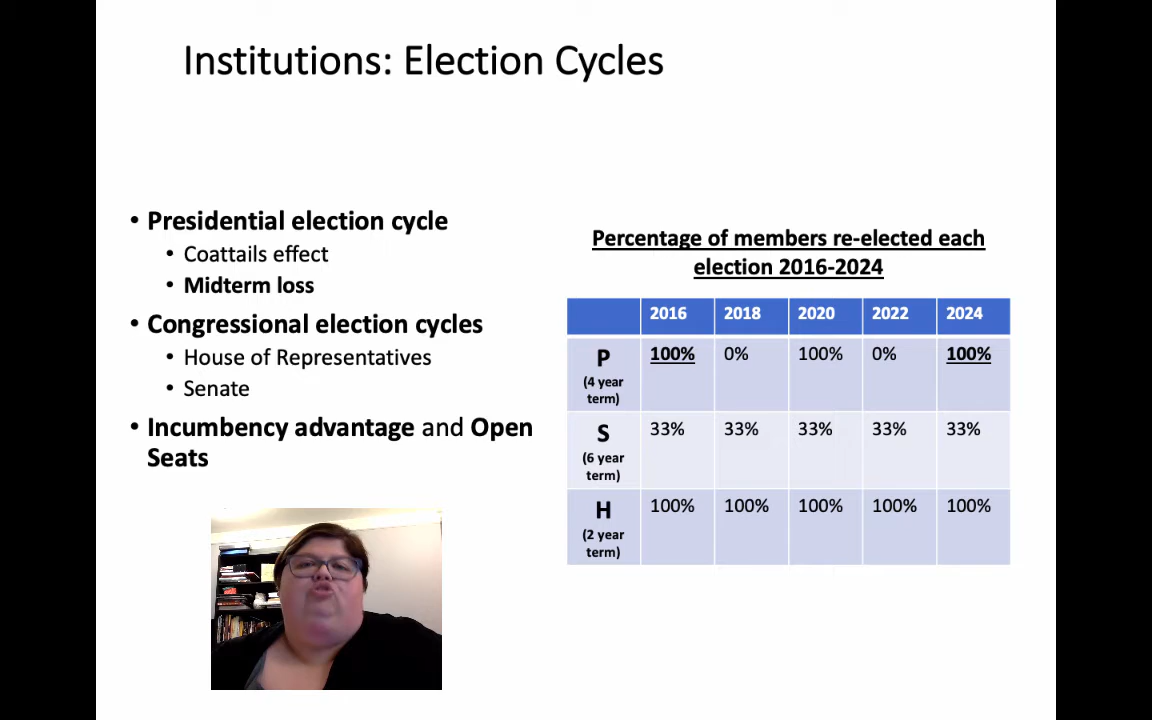 Institutions: Election Cycles
• Presidential election cycle
• Coattails effect
• Midterm loss
• Congressional election cycles
• House of Representatives
• Senate
• Incumbency advantage and Open
Seats
Percentage of members re-elected each
election 2016-2024
2016 2018 2020 2022 2024
P 100% 0% 100% 0% 100%
(4 year
term)
S 33% 33% 33% 33% 33%
(6 year
term)
H 100% 100% 100% 100% 100%
(2 year
term)